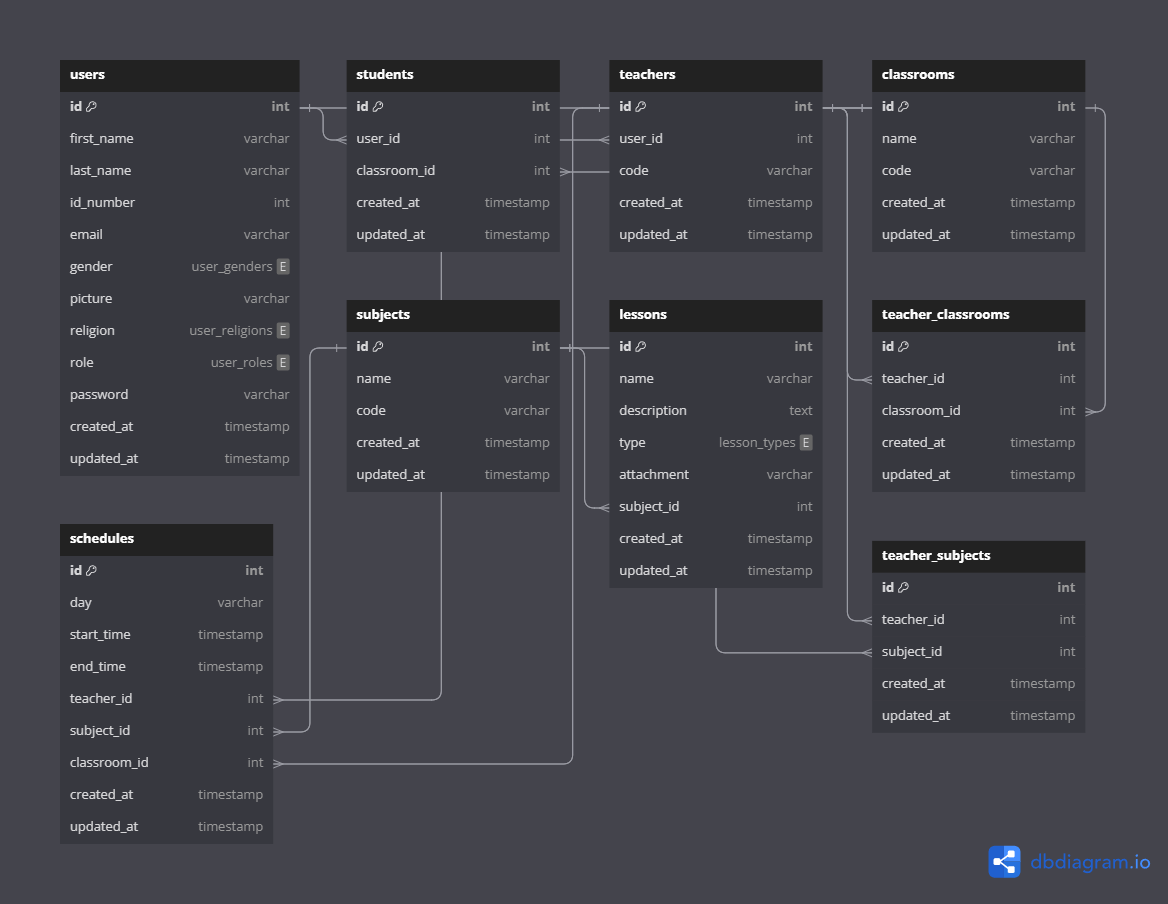 users
id int
first_name varchar
last_name varchar
id_number int
email varchar
gender user_genders E
picture varchar
religion user_religions E
role user_roles E
password varchar
created_at timestamp
updated_at timestamp
students
id int
user_id int
classroom_id int
created_at timestamp
updated_at timestamp
teachers
id int
user_id int
code varchar
created_at timestamp
updated_at timestamp
classrooms
id int
name varchar
code varchar
created_at timestamp
updated_at timestamp
subjects
id int
name varchar
code varchar
created_at timestamp
updated_at timestamp
lessons
id int
name varchar
description text
type lesson_types E
attachment varchar
subject_id int
created_at timestamp
updated_at timestamp
teacher_classrooms
id int
teacher_id int
classroom_id int
created_at timestamp
updated_at timestamp
schedules
id int
day varchar
start_time timestamp
end_time timestamp
teacher_id int
subject_id int
classroom_id int
created_at timestamp
updated_at timestamp
teacher_subjects
id int
teacher_id int
subject_id int
created_at timestamp
updated_at timestamp
dbdiagram.io